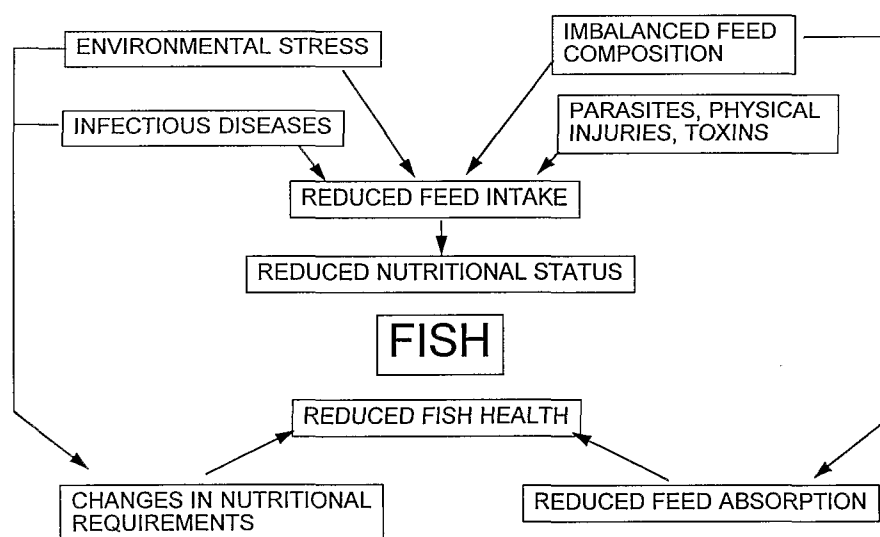 ENVIRONMENTAL STRESS
IMBALANCED FEED
COMPOSITION
INFECTIOUS DISEASES
PARASITES, PHYSICAL
INJURIES, TOXINS
REDUCED FEED INTAKE
REDUCED NUTRITIONAL STATUS
FISH
REDUCED FISH HEALTH
CHANGES IN NUTRITIONAL
REQUIREMENTS
REDUCED FEED ABSORPTION